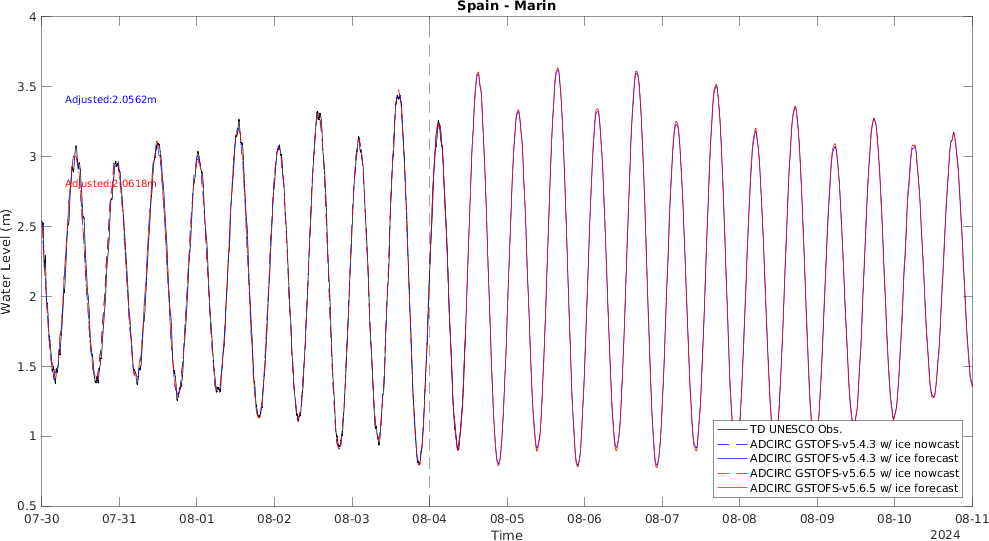 Spain - Marin
4
3.5
3
2.5
2
1.5
1
0.5
Water Level (m)
Adjusted:2.0562m
Adjusted:2.0618m
TD UNESCO Obs.
ADCIRC GSTOFS-v5.4.3 w/ ice nowcast
ADCIRC GSTOFS-v5.4.3 w/ ice forecast
ADCIRC GSTOFS-v5.6.5 w/ ice nowcast
ADCIRC GSTOFS-v5.6.5 w/ ice forecast
07-30 07-31 08-01 08-02 08-03 08-04 08-05 08-06 08-07 08-08 08-09 08-10 08-11
Time
2024